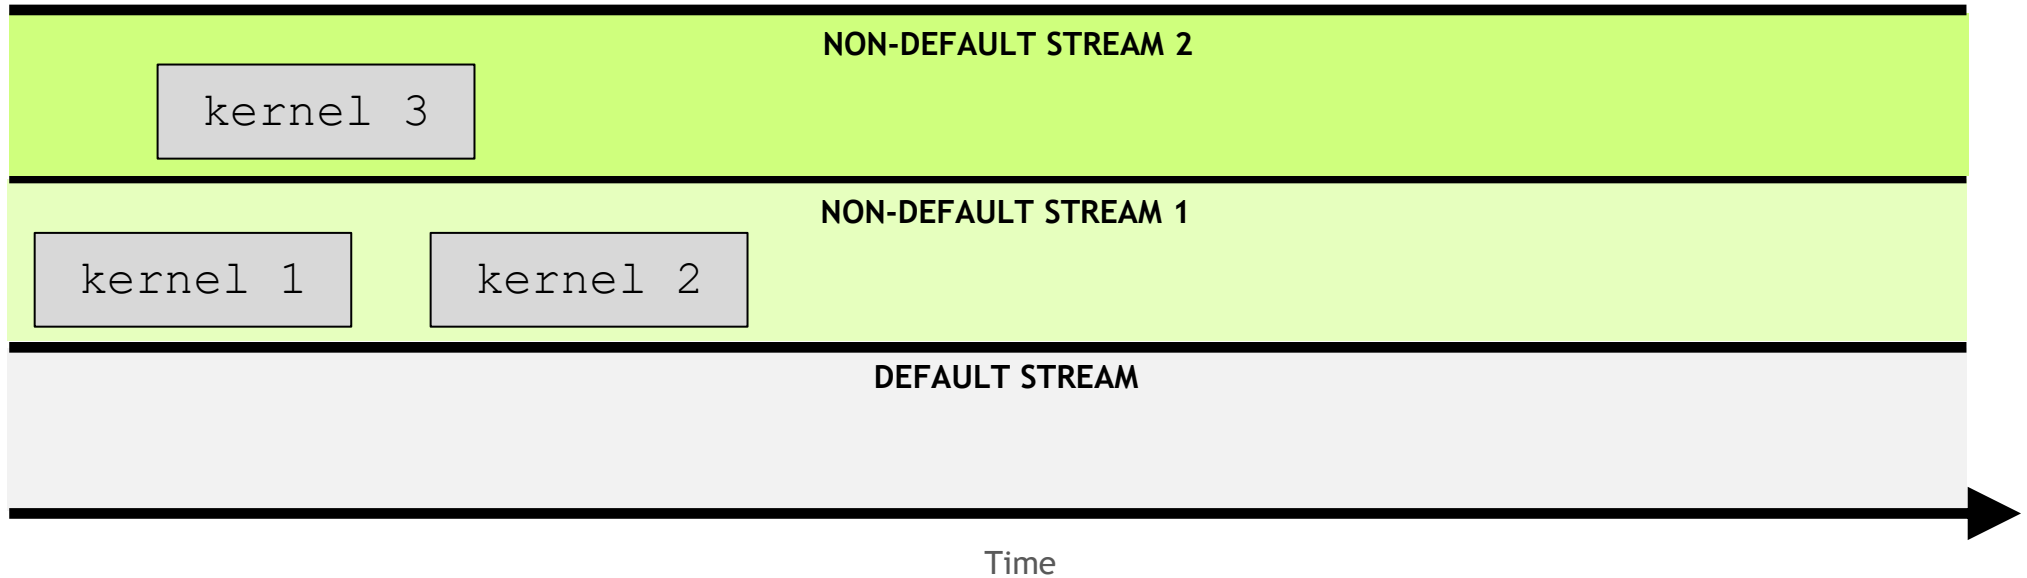 NON-DEFAULT STREAM 2
kernel 3
NON-DEFAULT STREAM 1
kernel 1
kernel 2
DEFAULT STREAM
Time